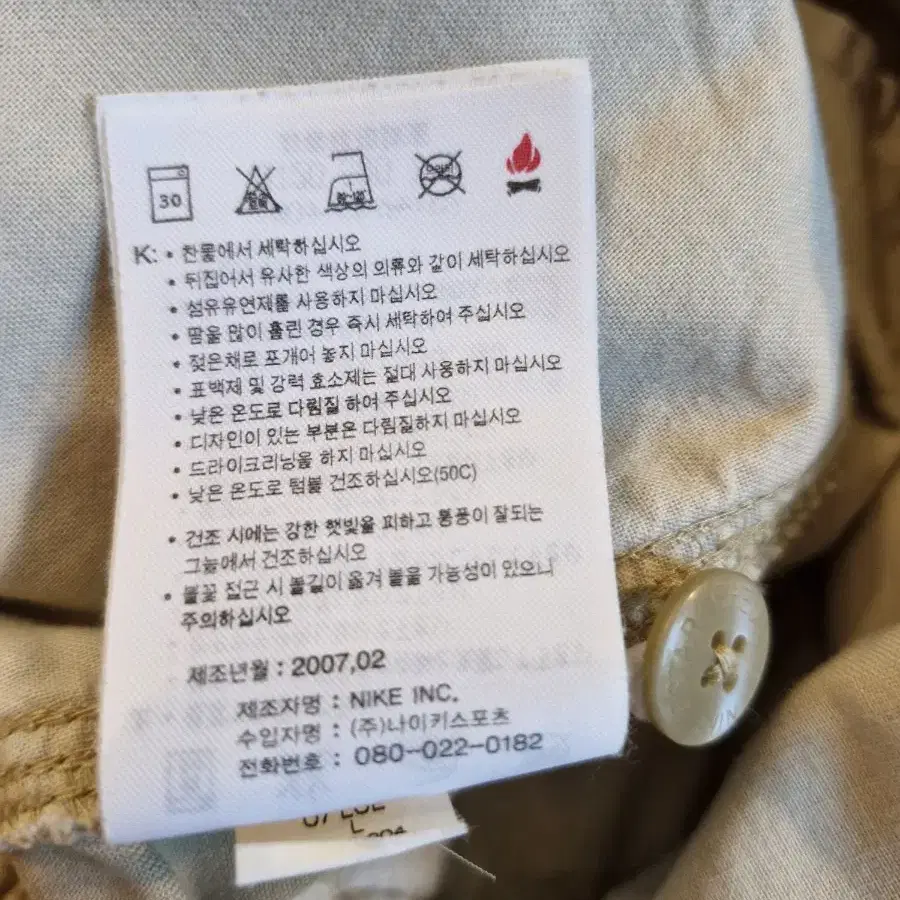 30
K: • 찬물에서 세탁하십시오
• 뒤집어서 유사한 색상의 의류와 같이 세탁하십시오
• 섬유유연제를 사용하지 마십시오
• 땀을 많이 흘린 경우 즉시 세탁하여 주십시오
• 젖은채로 포개어 놓지 마십시오
• 표백제 및 강력 효소제는 절대 사용하지 마십시오
• 낮은 온도로 다림질 하여 주십시오
• 디자인이 있는 부분은 다림질하지 마십시오
• 드라이크리닝을 하지 마십시오
• 낮은 온도로 텀블 건조하십시오(50C)
• 건조 시에는 강한 햇빛을 피하고 통풍이 잘되는
그늘에서 건조하십시오
• 불꽃 접근 시 불길이 옮겨 붙을 가능성이 있으니
주의하십시오
제조년월 : 2007,02
제조자명 : NIKE INC.
수입자명 : (주)나이키스포츠
전화번호 : 080-022-0182
L